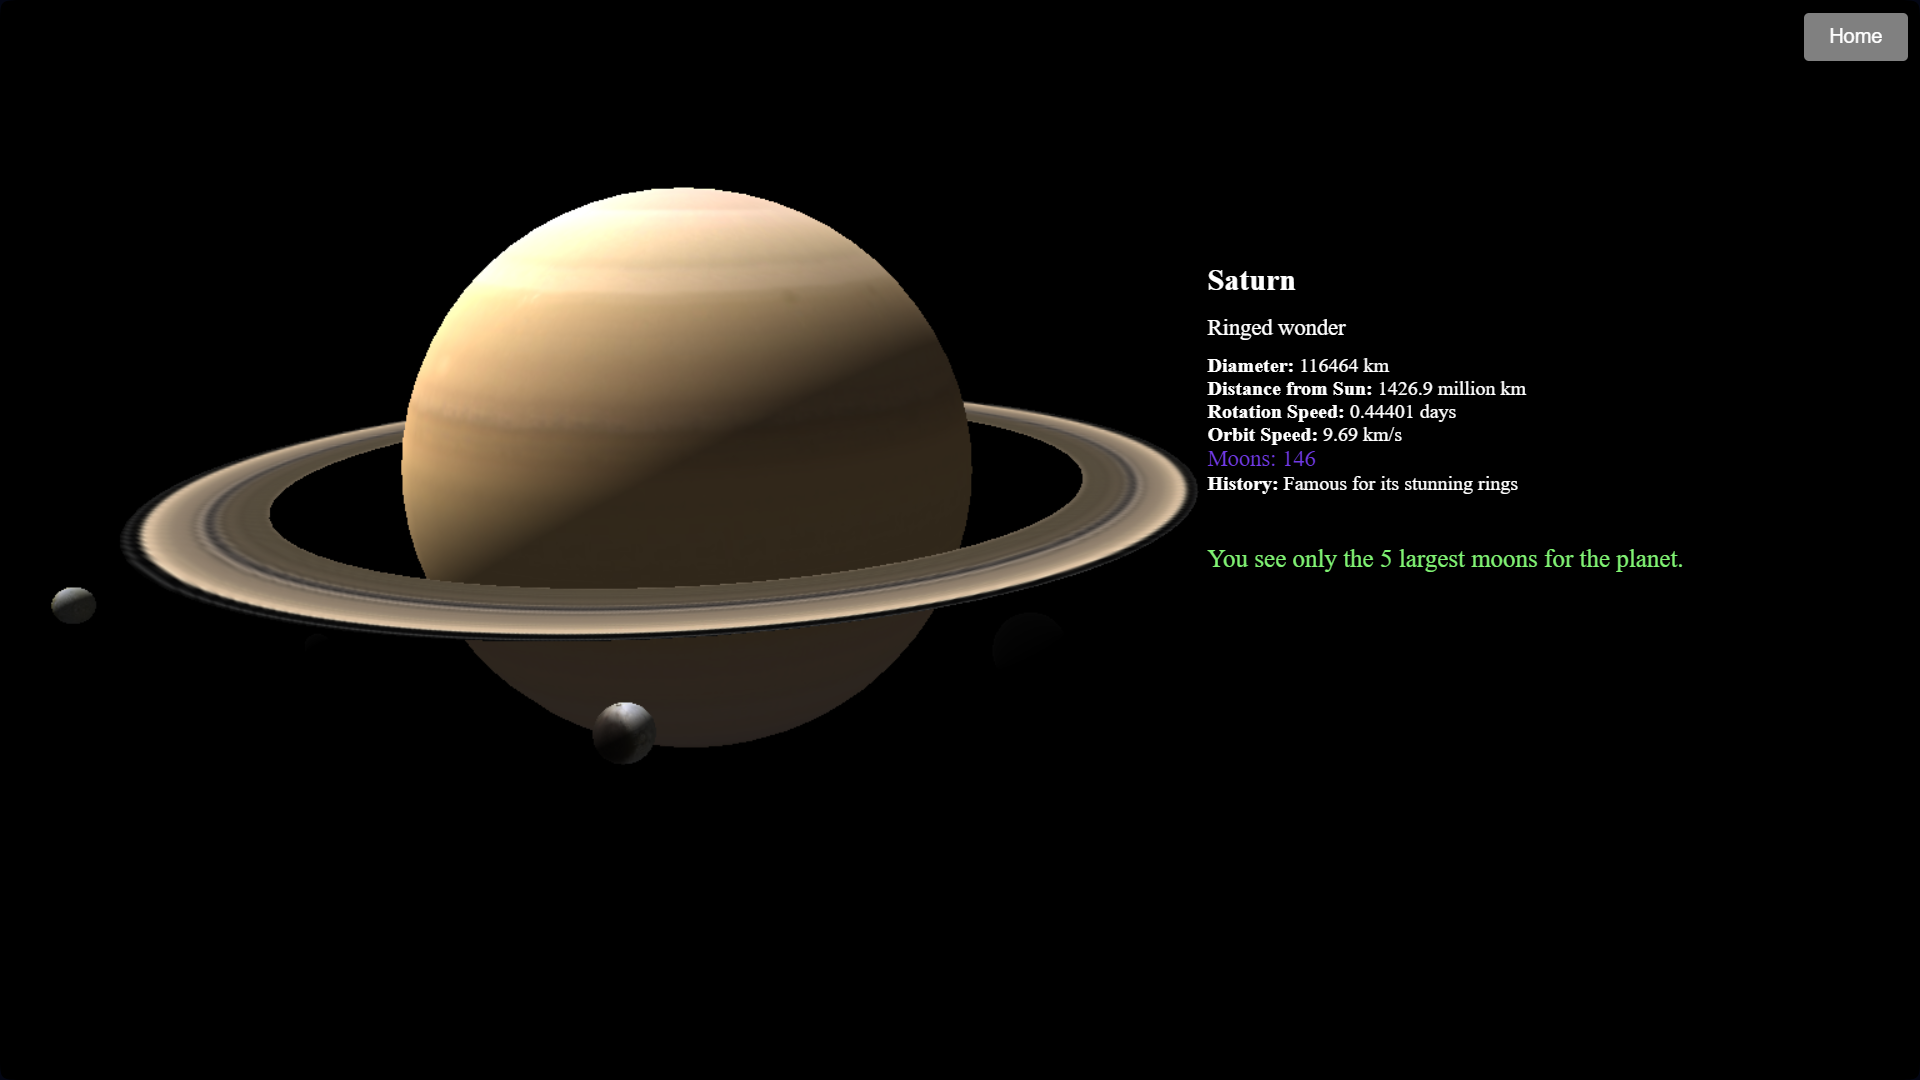 Home
Saturn
Ringed wonder
Diameter: 116464 km
Distance from Sun: 1426.9 million km
Rotation Speed: 0.44401 days
Orbit Speed: 9.69 km/s
Moons: 146
History: Famous for its stunning rings
You see only the 5 largest moons for the planet.